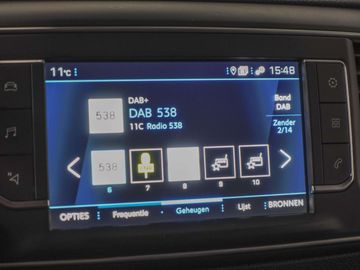 11°C
15:48
538
DAB+
DAB 538
11C Radio 538
Band
DAB
Zender
2/14
538
6 7 8 9 10
OPTIES Frequentie Geheugen Lijst BRONNEN